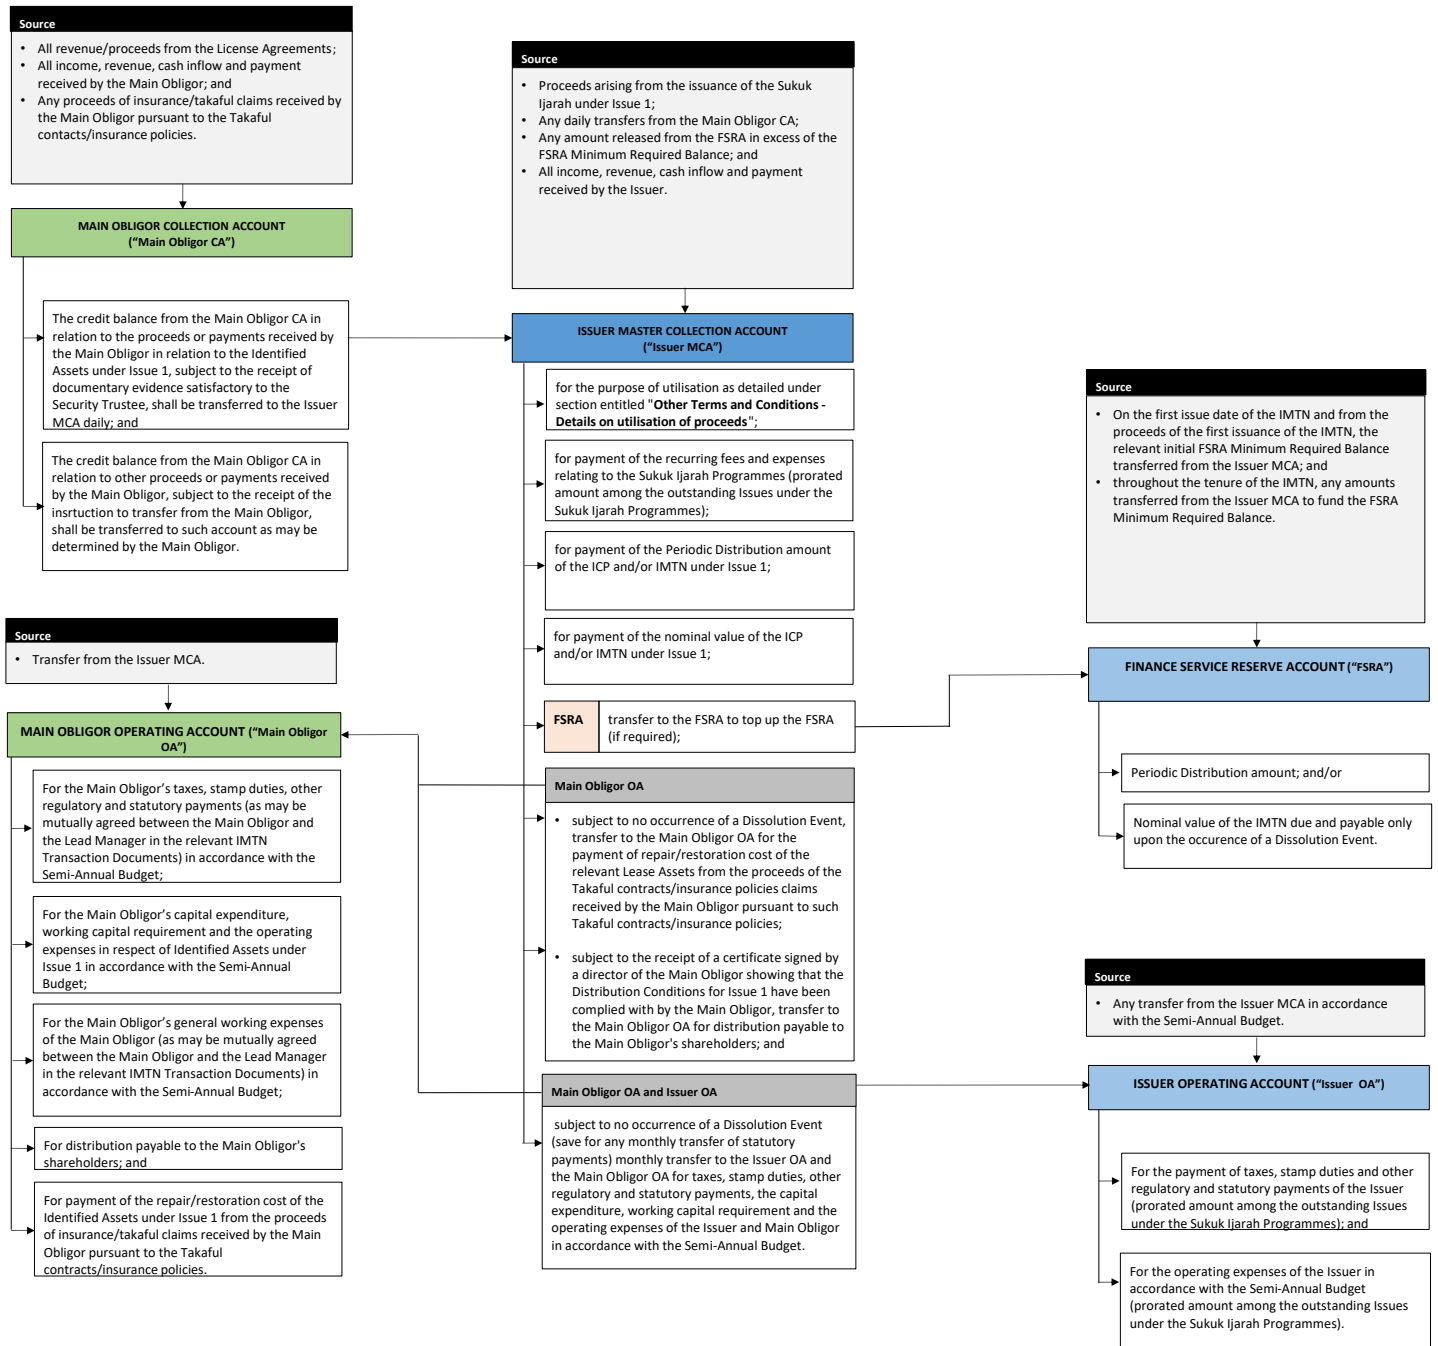 Source
• All revenue/proceeds from the License Agreements;
• All income, revenue, cash inflow and payment
received by the Main Obligor; and
• Any proceeds of insurance/takaful claims received by
the Main Obligor pursuant to the Takaful
contacts/insurance policies.
MAIN OBLIGOR COLLECTION ACCOUNT
(“Main Obligor CA”)
The credit balance from the Main Obligor CA in
relation to the proceeds or payments received by
the Main Obligor in relation to the Identified
Assets under Issue 1, subject to the receipt of
documentary evidence satisfactory to the
Security Trustee, shall be transferred to the Issuer
MCA daily; and
The credit balance from the Main Obligor CA in
relation to other proceeds or payments received
by the Main Obligor, subject to the receipt of the
insrtuction to transfer from the Main Obligor,
shall be transferred to such account as may be
determined by the Main Obligor.
Source
• Transfer from the Issuer MCA.
MAIN OBLIGOR OPERATING ACCOUNT (“Main Obligor
OA”)
For the Main Obligor’s taxes, stamp duties, other
regulatory and statutory payments (as may be
mutually agreed between the Main Obligor and
the Lead Manager in the relevant IMTN
Transaction Documents) in accordance with the
Semi-Annual Budget;
For the Main Obligor’s capital expenditure,
working capital requirement and the operating
expenses in respect of Identified Assets under
Issue 1 in accordance with the Semi-Annual
Budget;
For the Main Obligor’s general working expenses
of the Main Obligor (as may be mutually agreed
between the Main Obligor and the Lead Manager
in the relevant IMTN Transaction Documents) in
accordance with the Semi-Annual Budget;
For distribution payable to the Main Obligor's
shareholders; and
For payment of the repair/restoration cost of the
Identified Assets under Issue 1 from the proceeds
of insurance/takaful claims received by the Main
Obligor pursuant to the Takaful
contracts/insurance policies.
Source
• Proceeds arising from the issuance of the Sukuk
Ijarah under Issue 1;
• Any daily transfers from the Main Obligor CA;
• Any amount released from the FSRA in excess of the
FSRA Minimum Required Balance; and
• All income, revenue, cash inflow and payment
received by the Issuer.
ISSUER MASTER COLLECTION ACCOUNT
(“Issuer MCA”)
for the purpose of utilisation as detailed under
section entitled "Other Terms and Conditions -
Details on utilisation of proceeds";
for payment of the recurring fees and expenses
relating to the Sukuk Ijarah Programmes (prorated
amount among the outstanding Issues under the
Sukuk Ijarah Programmes);
for payment of the Periodic Distribution amount
of the ICP and/or IMTN under Issue 1;
for payment of the nominal value of the ICP
and/or IMTN under Issue 1;
FSRA
transfer to the FSRA to top up the FSRA
(if required);
Main Obligor OA
• subject to no occurrence of a Dissolution Event,
transfer to the Main Obligor OA for the
payment of repair/restoration cost of the
relevant Lease Assets from the proceeds of the
Takaful contracts/insurance policies claims
received by the Main Obligor pursuant to such
Takaful contracts/insurance policies;
• subject to the receipt of a certificate signed by
a director of the Main Obligor showing that the
Distribution Conditions for Issue 1 have been
complied with by the Main Obligor, transfer to
the Main Obligor OA for distribution payable to
the Main Obligor's shareholders; and
Main Obligor OA and Issuer OA
subject to no occurrence of a Dissolution Event
(save for any monthly transfer of statutory
payments) monthly transfer to the Issuer OA and
the Main Obligor OA for taxes, stamp duties, other
regulatory and statutory payments, the capital
expenditure, working capital requirement and the
operating expenses of the Issuer and Main Obligor
in accordance with the Semi-Annual Budget.
Source
• On the first issue date of the IMTN and from the
proceeds of the first issuance of the IMTN, the
relevant initial FSRA Minimum Required Balance
transferred from the Issuer MCA; and
• throughout the tenure of the IMTN, any amounts
transferred from the Issuer MCA to fund the FSRA
Minimum Required Balance.
FINANCE SERVICE RESERVE ACCOUNT (“FSRA”)
Periodic Distribution amount; and/or
Nominal value of the IMTN due and payable only
upon the occurence of a Dissolution Event.
Source
• Any transfer from the Issuer MCA in accordance
with the Semi-Annual Budget.
ISSUER OPERATING ACCOUNT (“Issuer OA”)
For the payment of taxes, stamp duties and other
regulatory and statutory payments of the Issuer
(prorated amount among the outstanding Issues
under the Sukuk Ijarah Programmes); and
For the operating expenses of the Issuer in
accordance with the Semi-Annual Budget
(prorated amount among the outstanding Issues
under the Sukuk Ijarah Programmes).